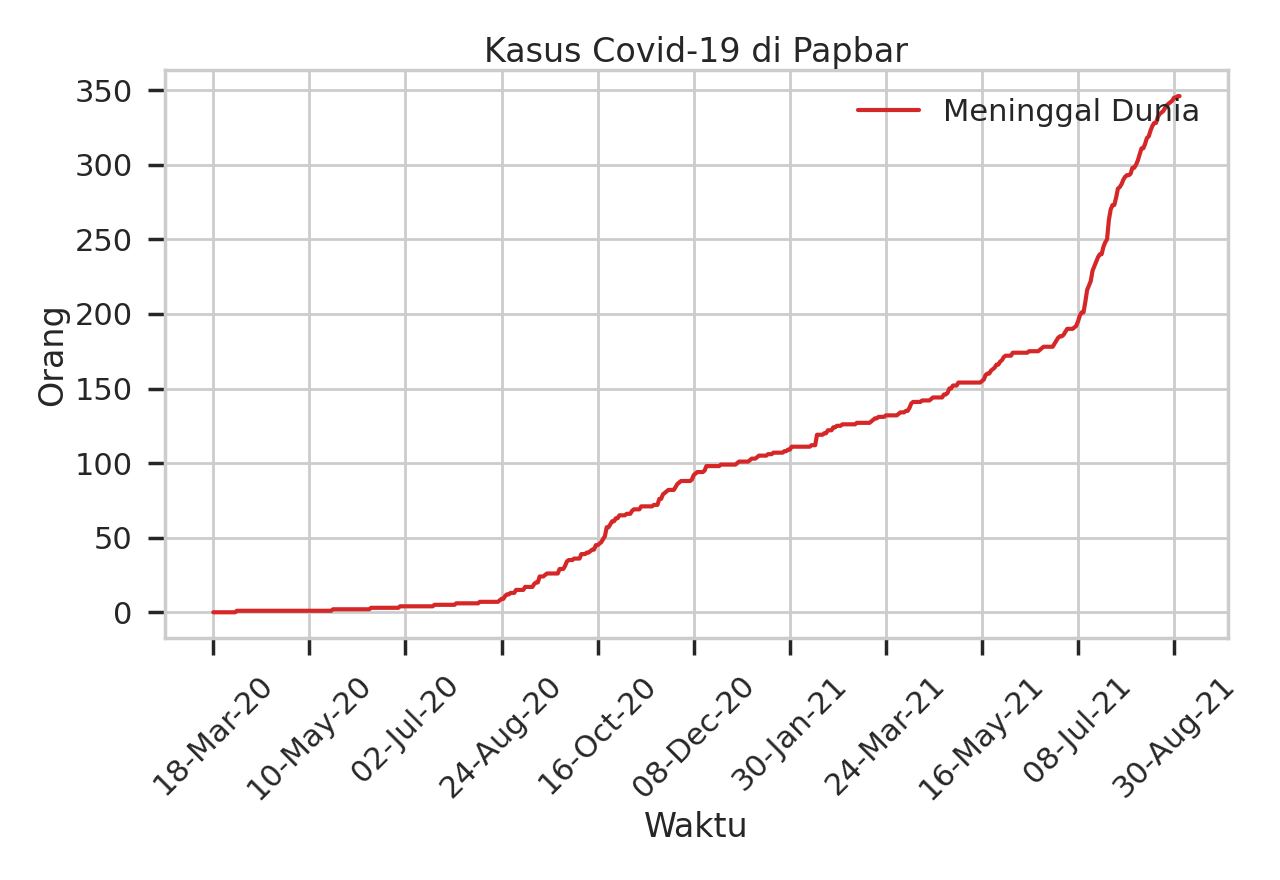 Kasus Covid-19 di Papbar
Meninggal Dunia
Orang
350
300
250
200
150
100
50
0
18-Mar-20
10-May-20
02-Jul-20
24-Aug-20
16-Oct-20
08-Dec-20
30-Jan-21
24-Mar-21
16-May-21
08-Jul-21
30-Aug-21
Waktu